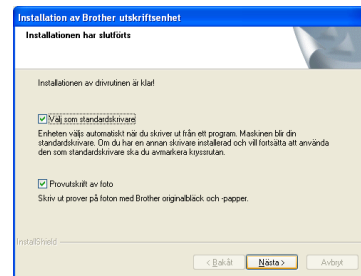 Installation av Brother utskriftsenhet
Installationen har slutförts
Installationen av drivrutinen är klar!
Välj som standardskrivare
Enheten väljs automatiskt när du skriver ut från ett program. Maskinen blir din
standardskrivare. Om du har en annan skrivare installerad och vill fortsätta att använda
den som standardskrivare ska du avmarkera kryssrutan.
Provutskrift av foto
Skriv ut prover på foton med Brother originalbläck och -papper.
InstallShield
< Bakåt
Nästa >
Avbryt